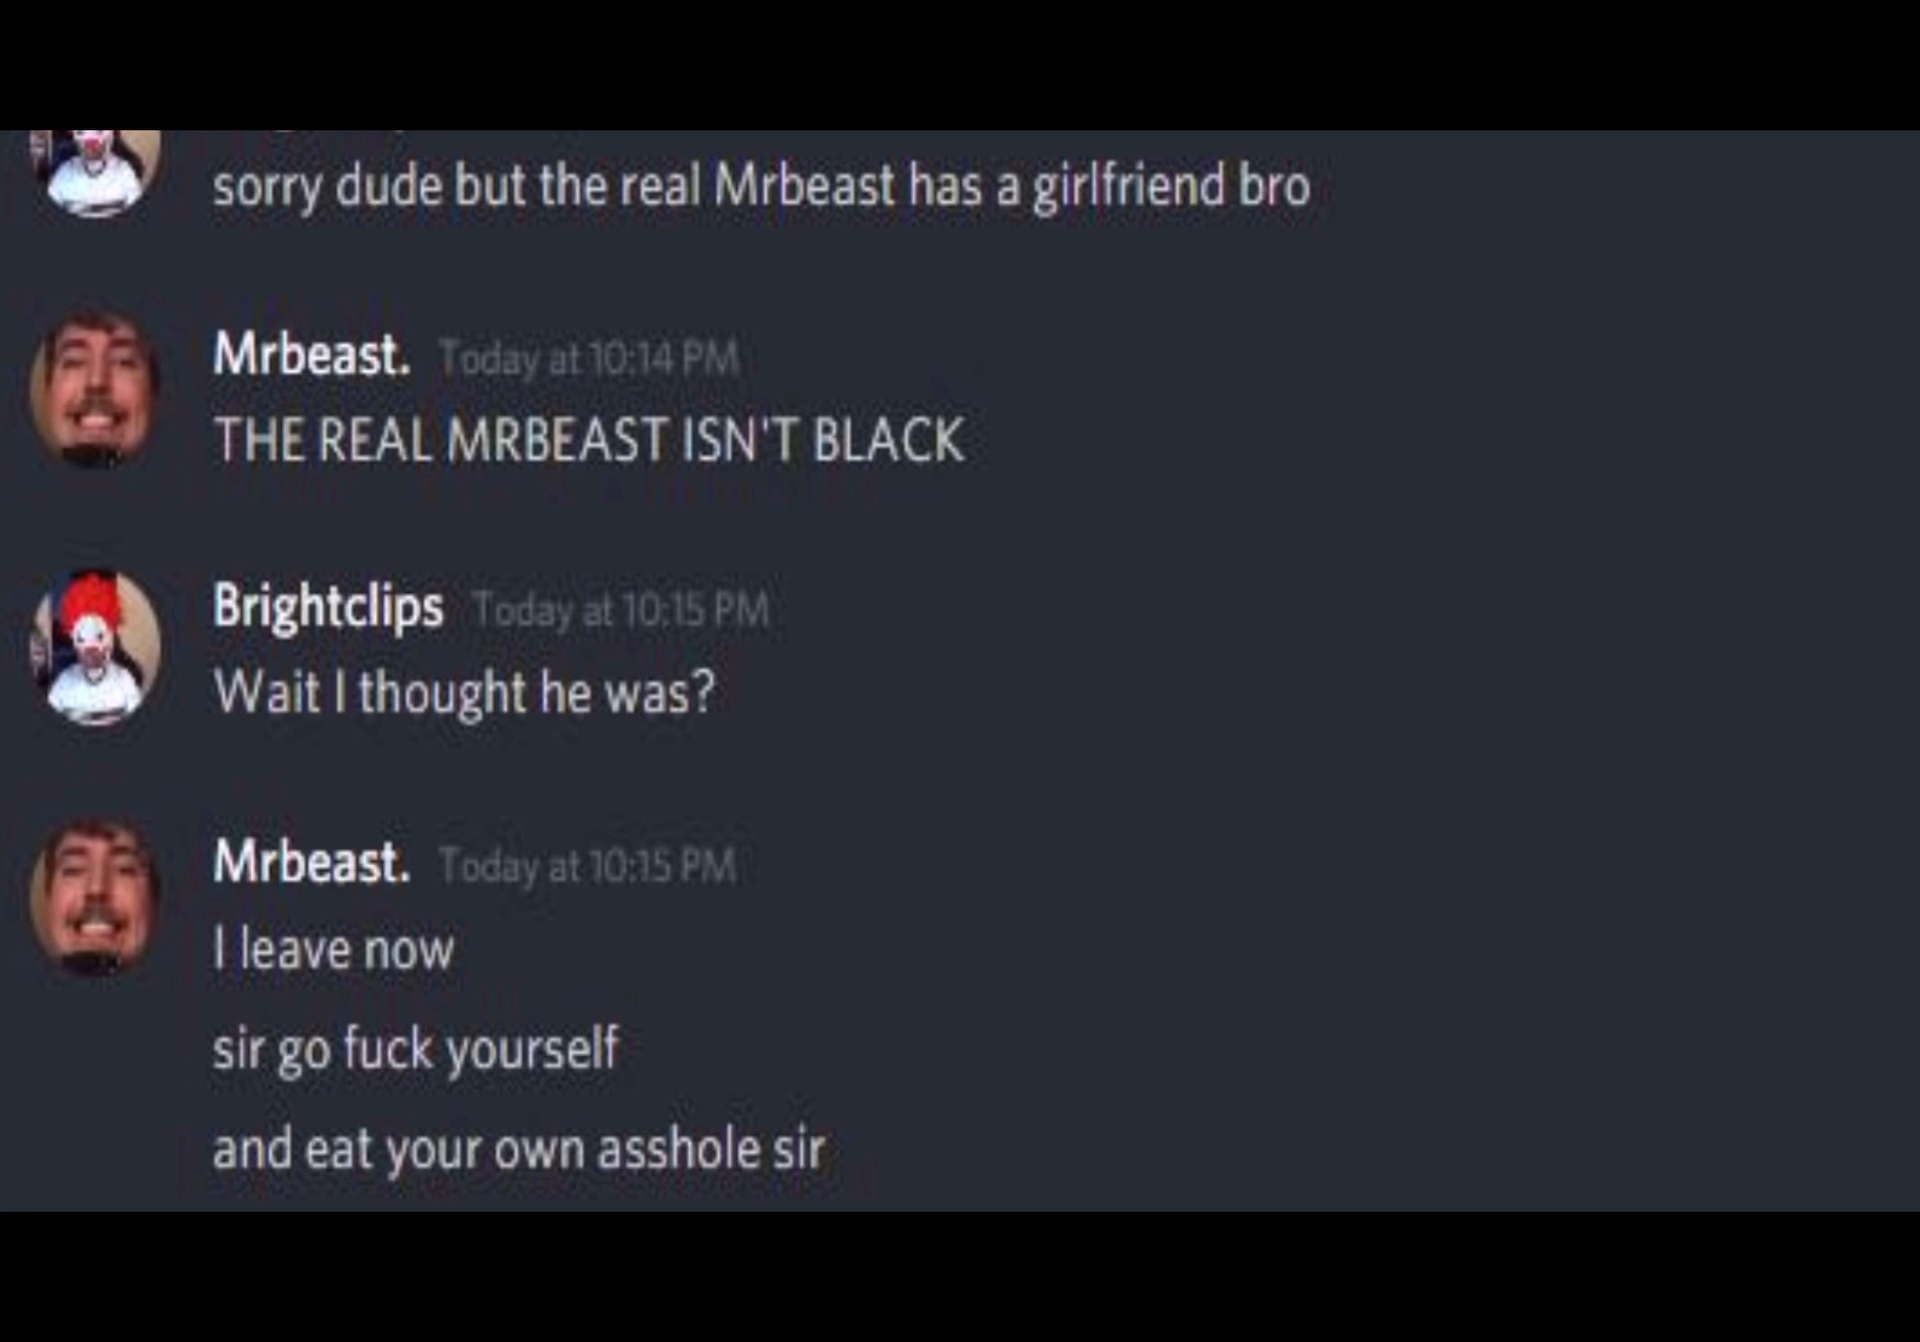 sorry dude but the real Mrbeast has a girlfriend bro
Mrbeast. Today at 10:14 PM
THE REAL MRBEAST ISN'T BLACK
Brightclips Today at 10:15 PM
Wait I thought he was?
Mrbeast. Today at 10:15 PM
I leave now
sir go fuck yourself
and eat your own asshole sir